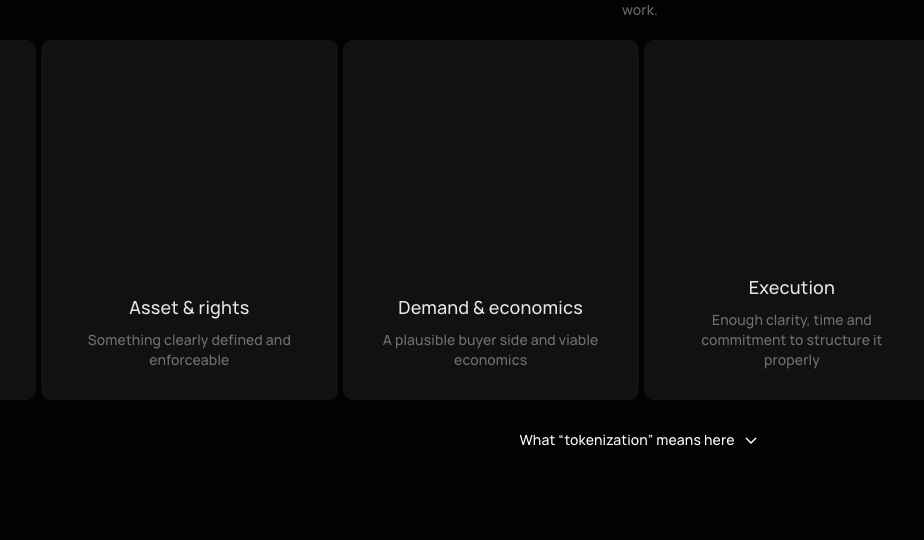 work.
Asset & rights
Something clearly defined and
enforceable
Demand & economics
A plausible buyer side and viable
economics
Execution
Enough clarity, time and
commitment to structure it
properly
What “tokenization” means here